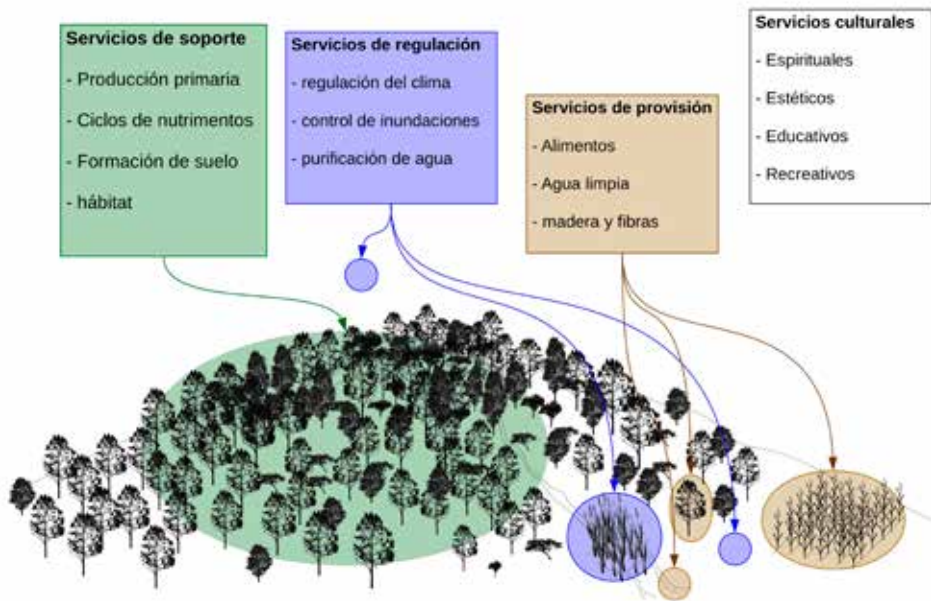 Servicios de soporte
- Producción primaria
- Ciclos de nutrimentos
- Formación de suelo
- hábitat
Servicios de regulación
- regulación del clima
- control de inundaciones
- purificación de agua
Servicios de provisión
- Alimentos
- Agua limpia
- madera y fibras
Servicios culturales
- Espirituales
- Estéticos
- Educativos
- Recreativos